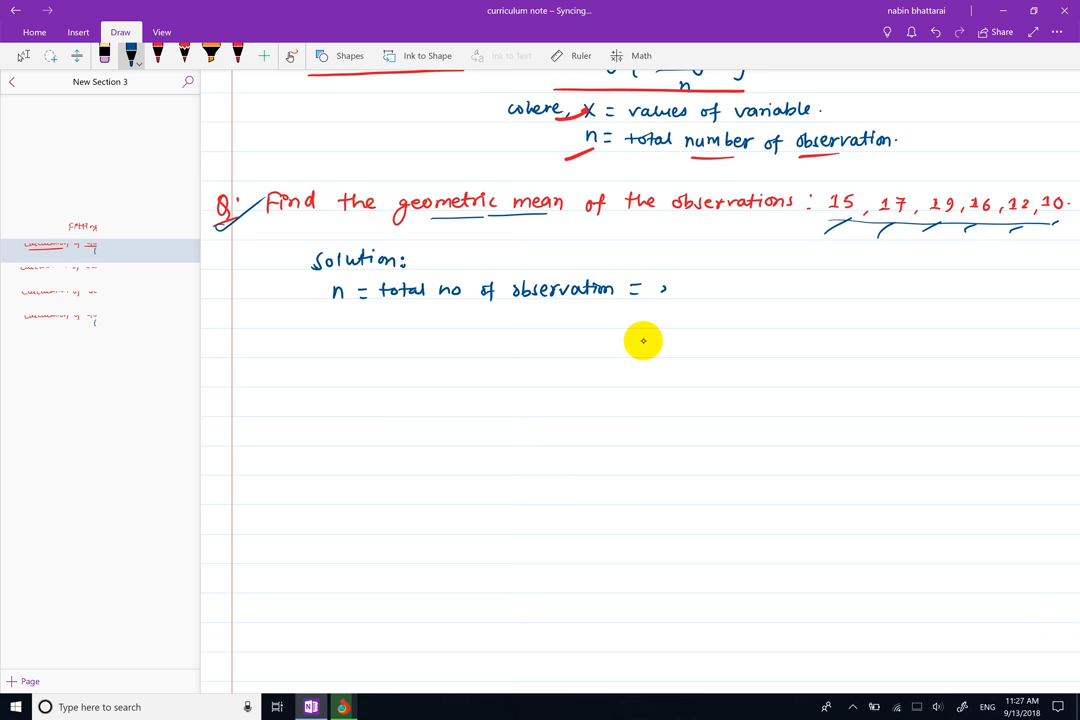 curriculum note – Syncing...
nabin bhattarai
Home Insert Draw View
Share
Shapes Ink to Shape Ink to Text Ruler Math
New Section 3
n
where, x = values of variable.
n = total number of observation.
Q: Find the geometric mean of the observations : 15, 17, 19, 16, 12, 10.
Solution:
n = total no of observation =
Page
Type here to search
ENG
11:27 AM
9/13/2018